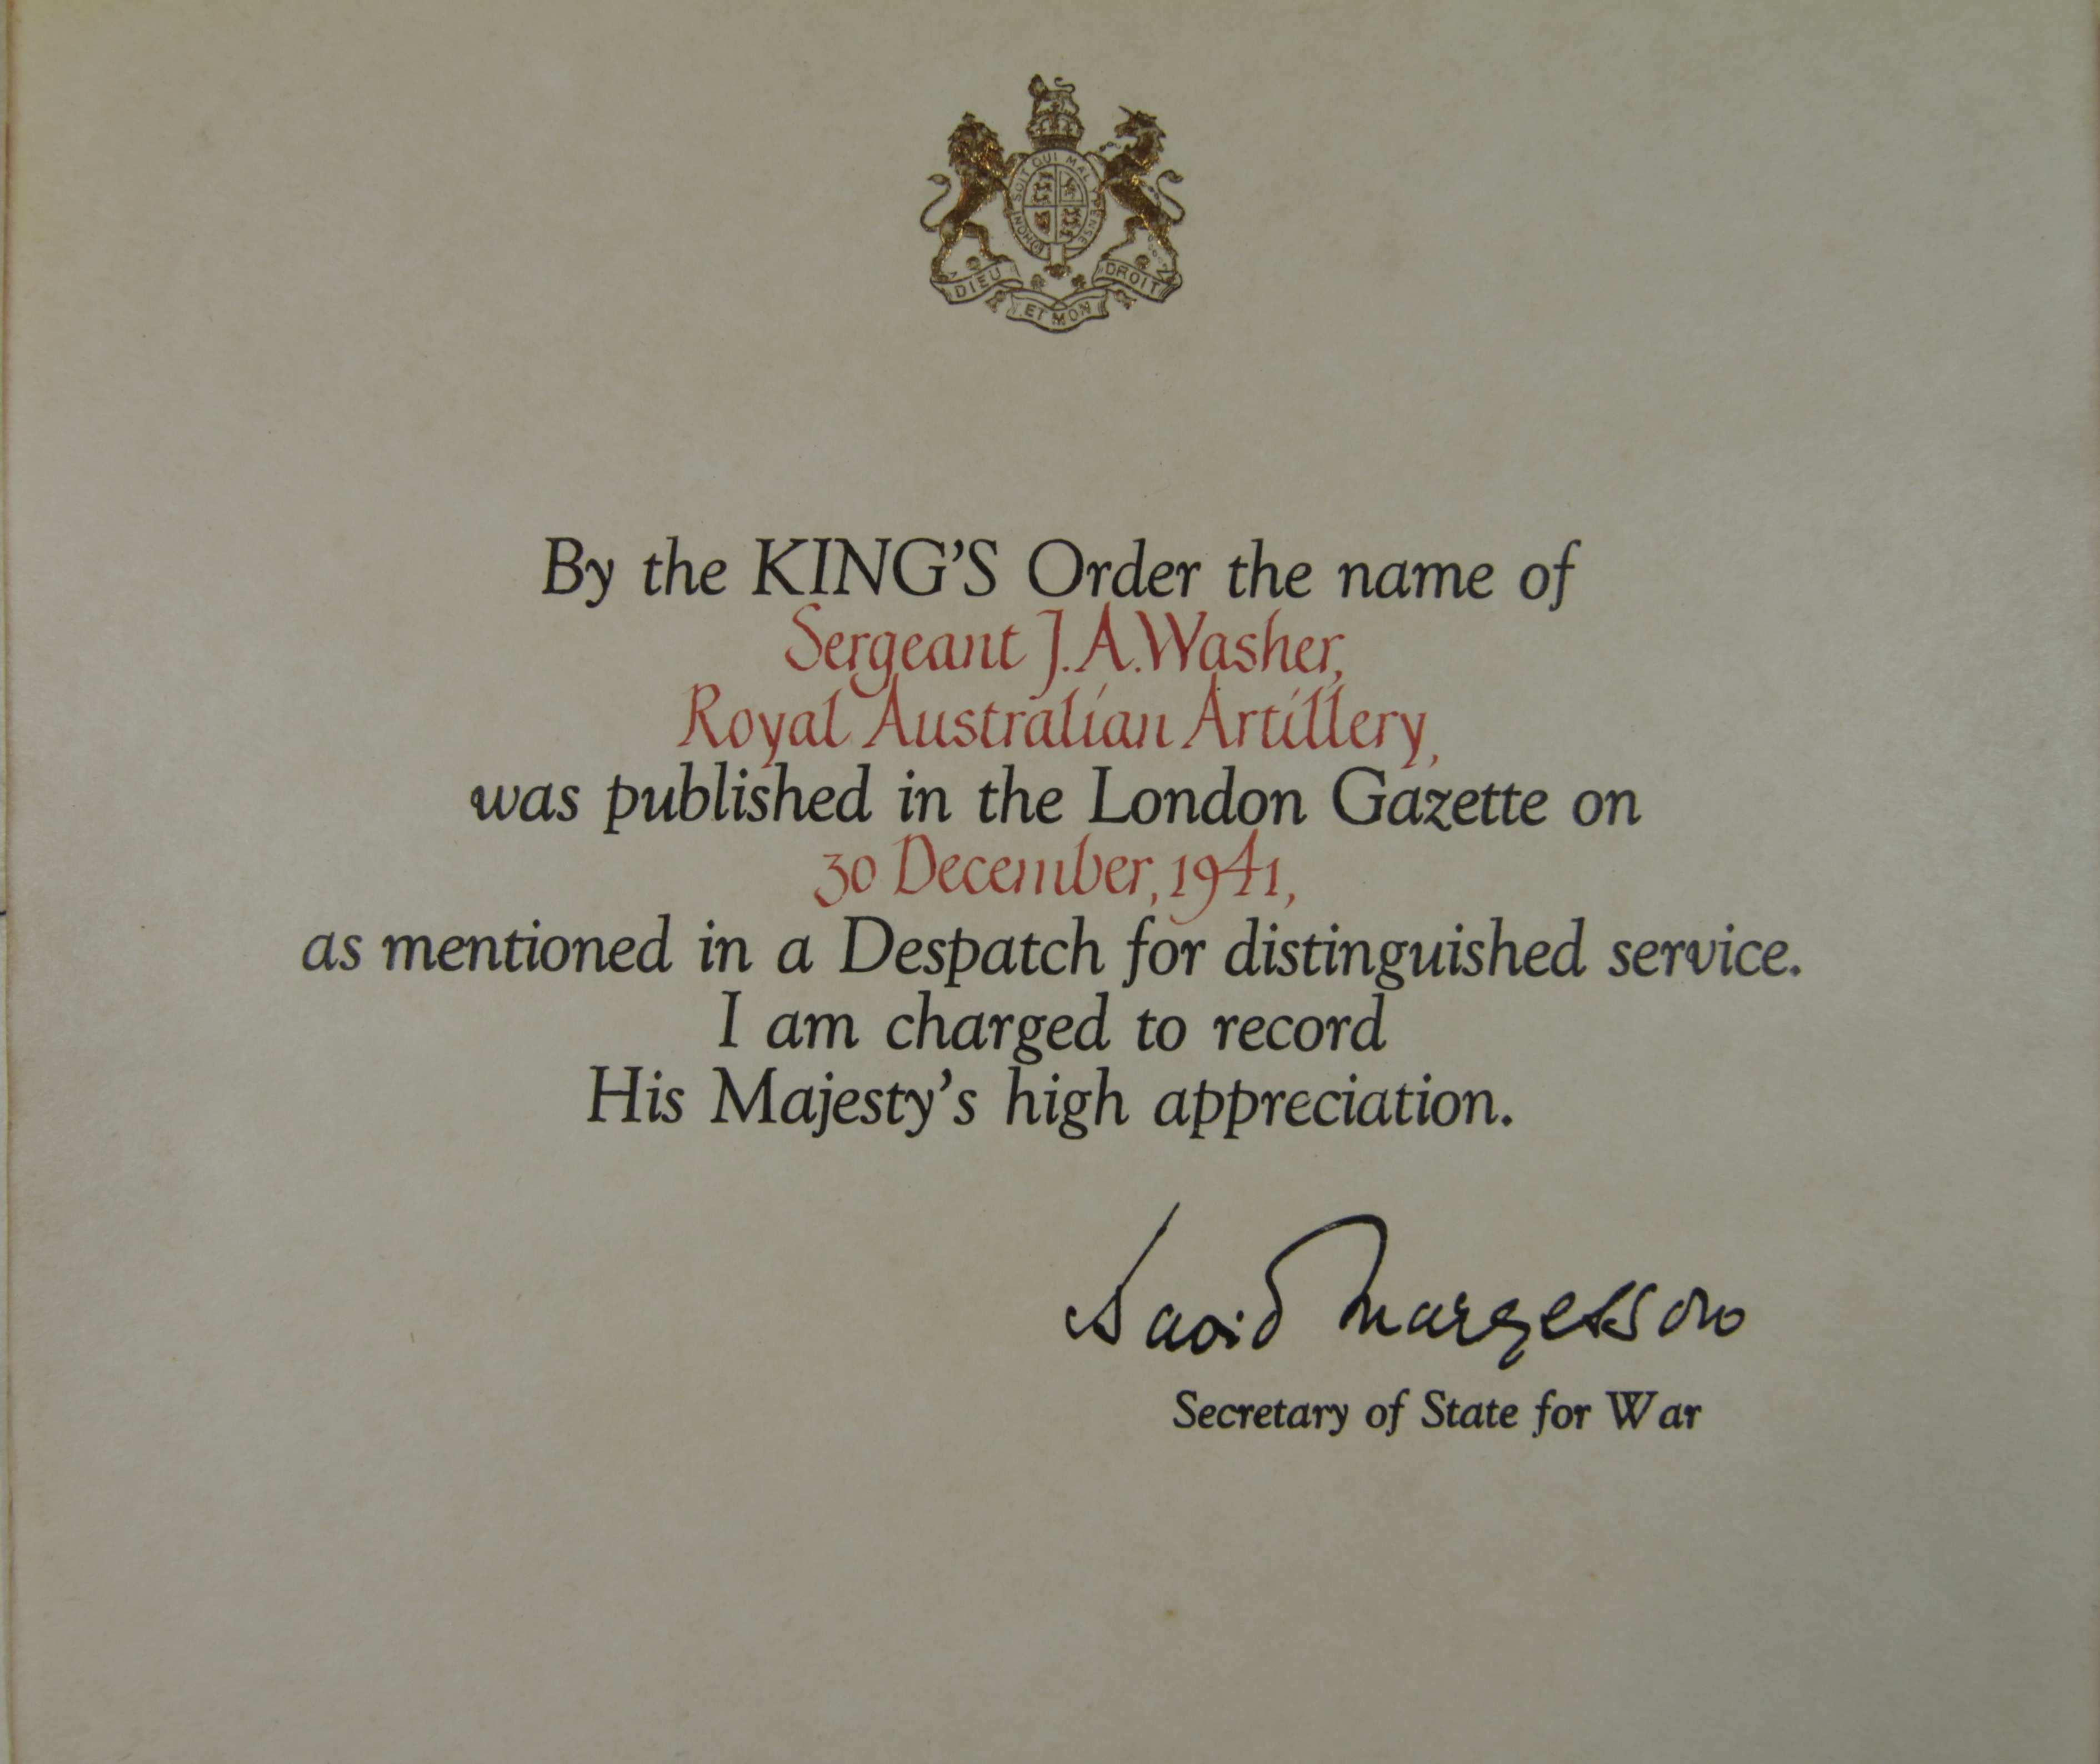 HONI SOIT QUI MAL Y PENSE
DIEU ET MON DROIT
By the KING'S Order the name of
Sergeant J.A.Washer,
Royal Australian Artillery,
was published in the London Gazette on
30 December, 1941,
as mentioned in a Despatch for distinguished service.
I am charged to record
His Majesty's high appreciation.
David Margesson
Secretary of State for War